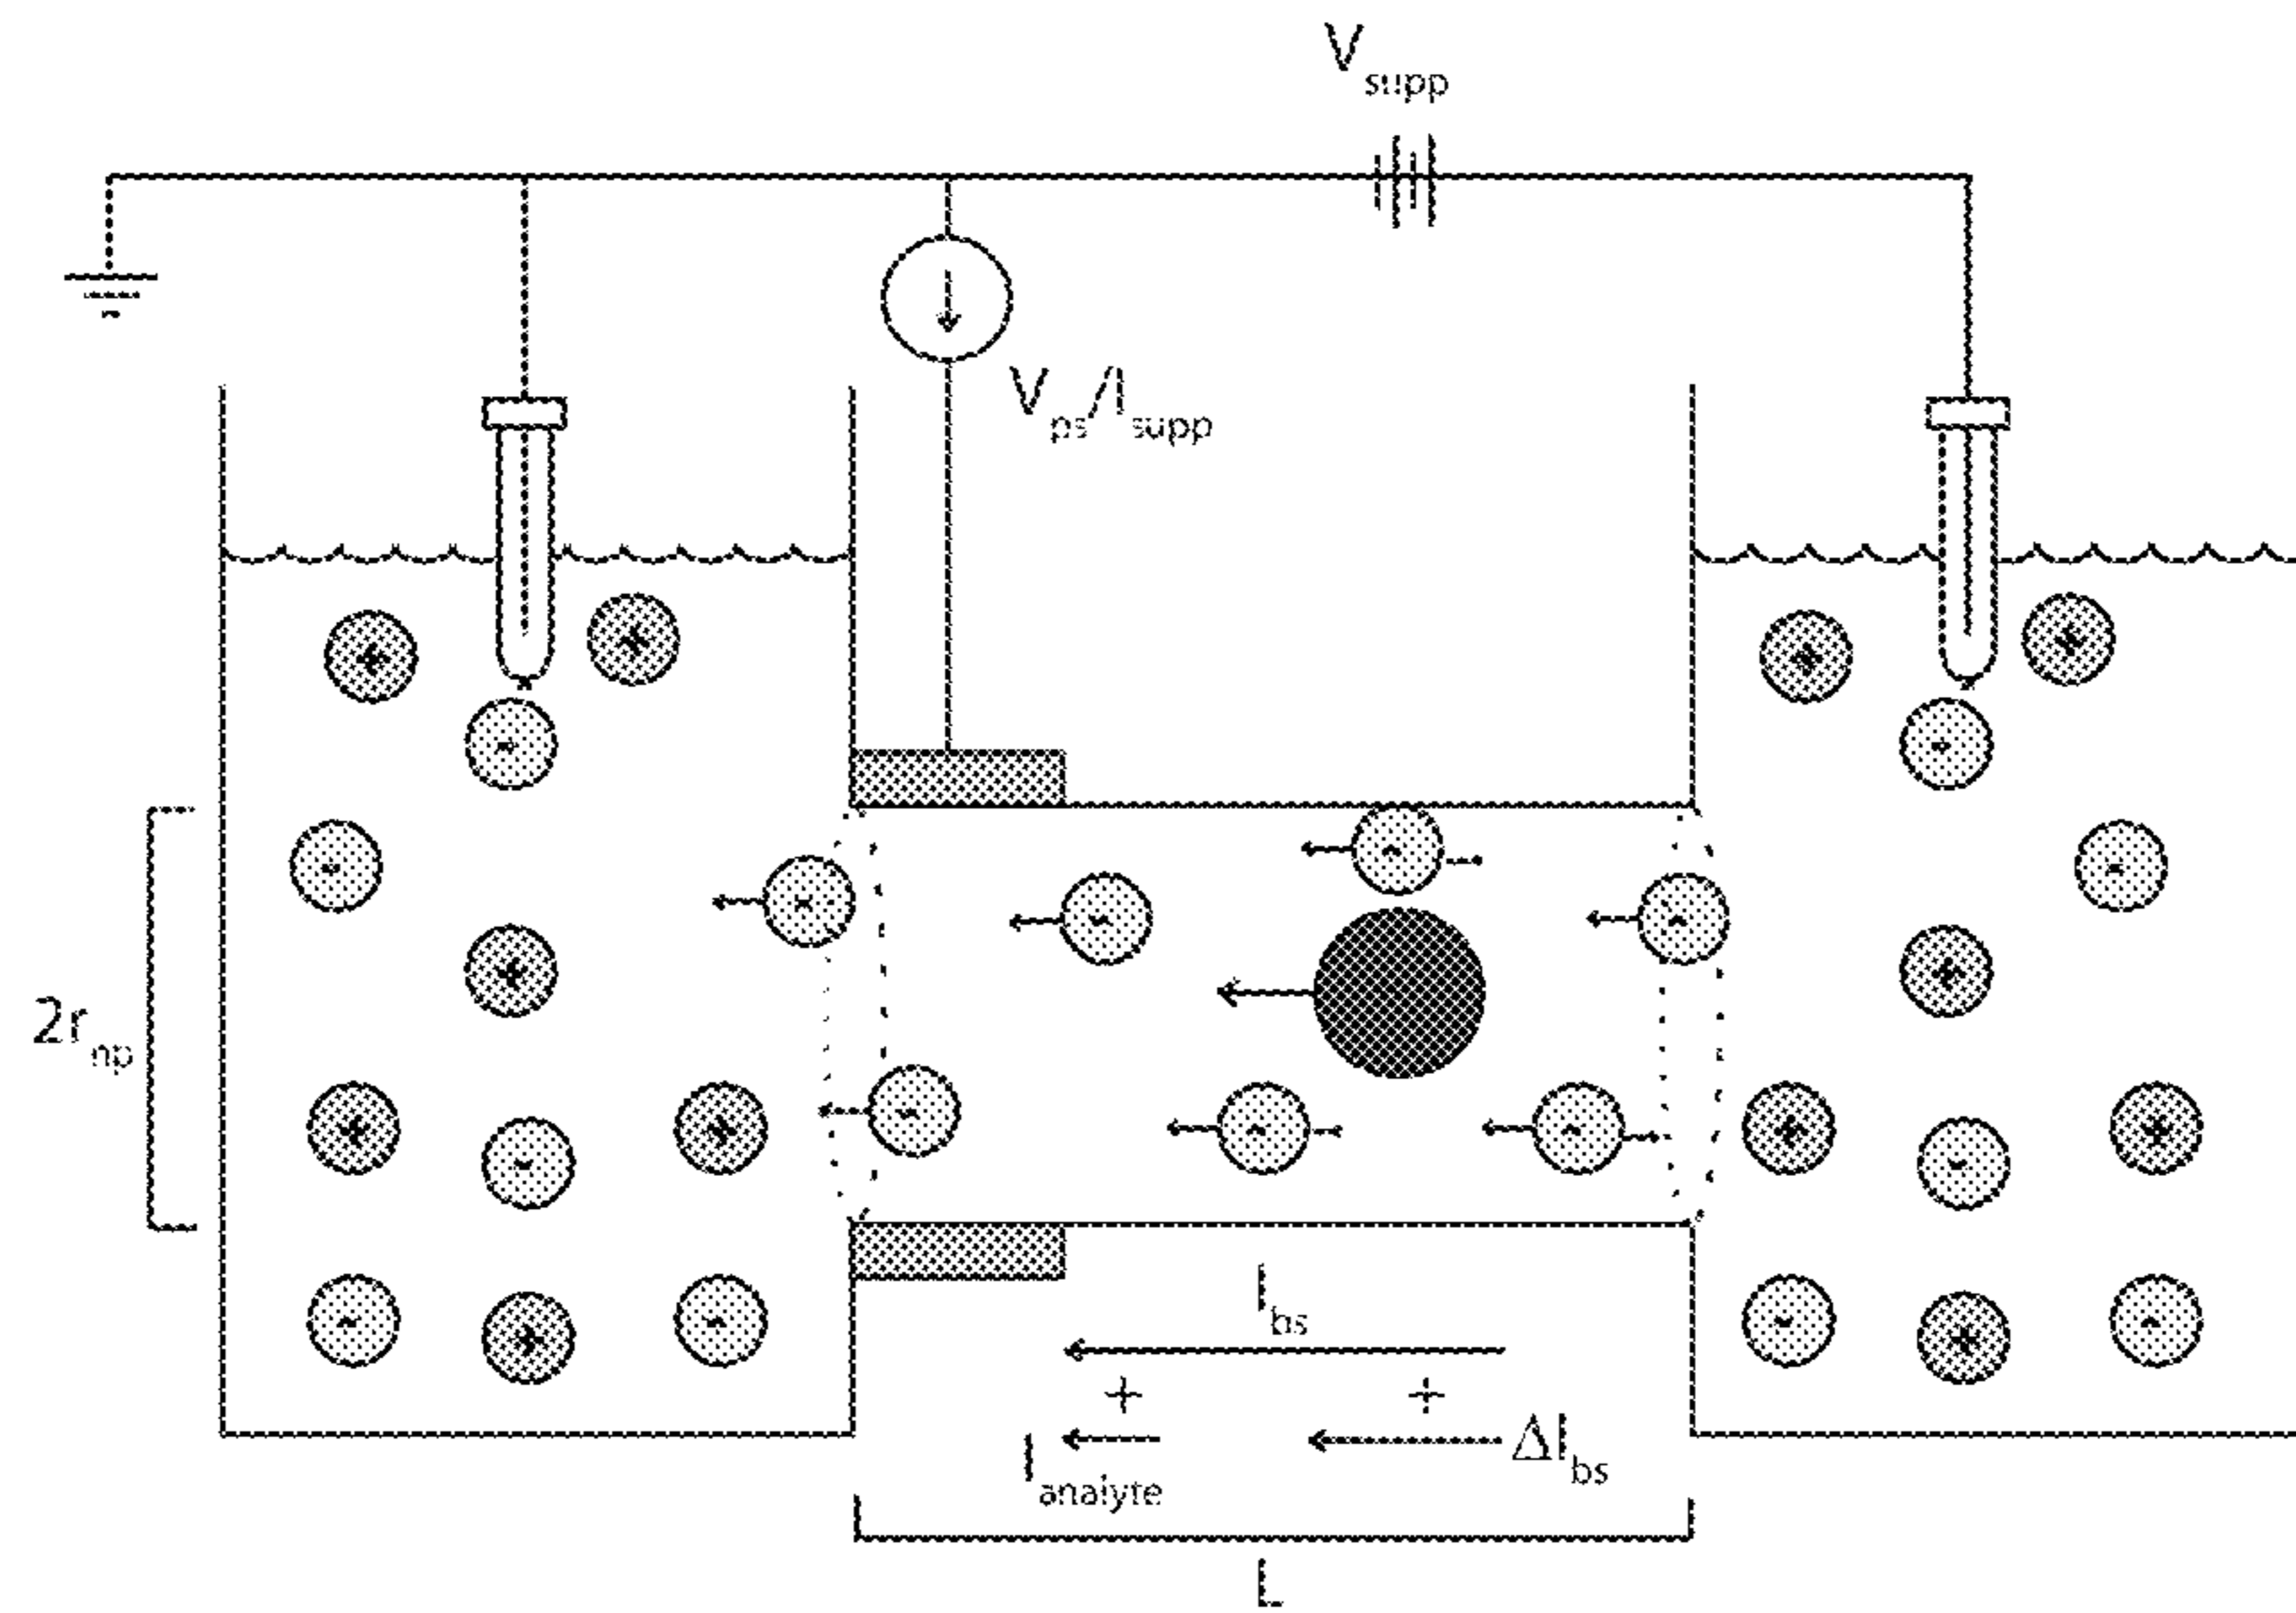 V_supp
V_ps/I_supp
2r_np
I_bs
+ +
I_analyte ΔI_bs
L